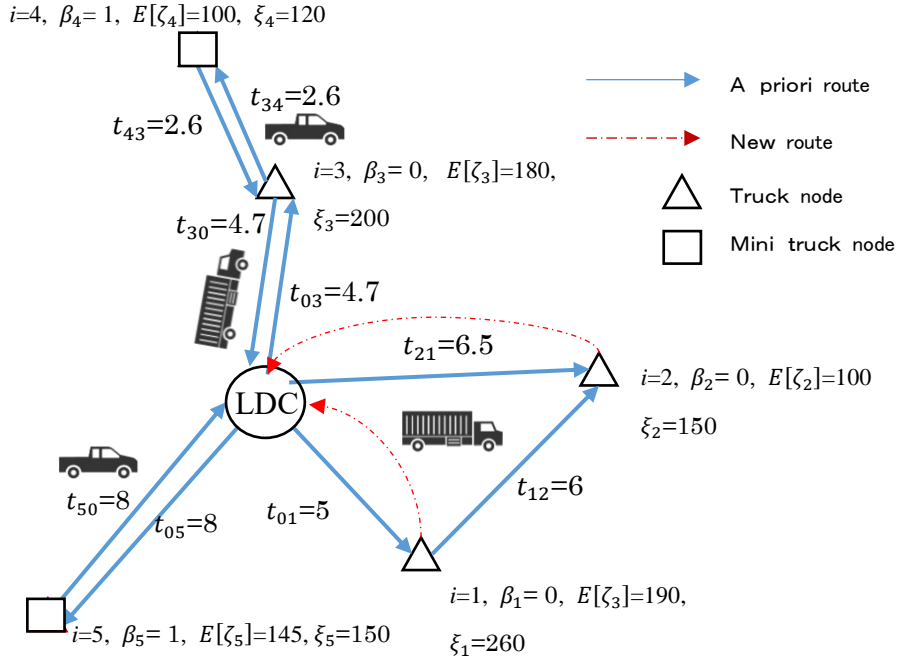 i=4, β₄= 1, E[ζ₄]=100, ξ₄=120
t₃₄=2.6
t₄₃=2.6
i=3, β₃= 0, E[ζ₃]=180,
ξ₃=200
t₃₀=4.7
t₀₃=4.7
A priori route
New route
Truck node
Mini truck node
t₂₁=6.5
LDC
i=2, β₂= 0, E[ζ₂]=100
ξ₂=150
t₅₀=8
t₀₅=8
t₀₁=5
t₁₂=6
i=1, β₁= 0, E[ζ₃]=190,
ξ₁=260
i=5, β₅= 1, E[ζ₅]=145, ξ₅=150